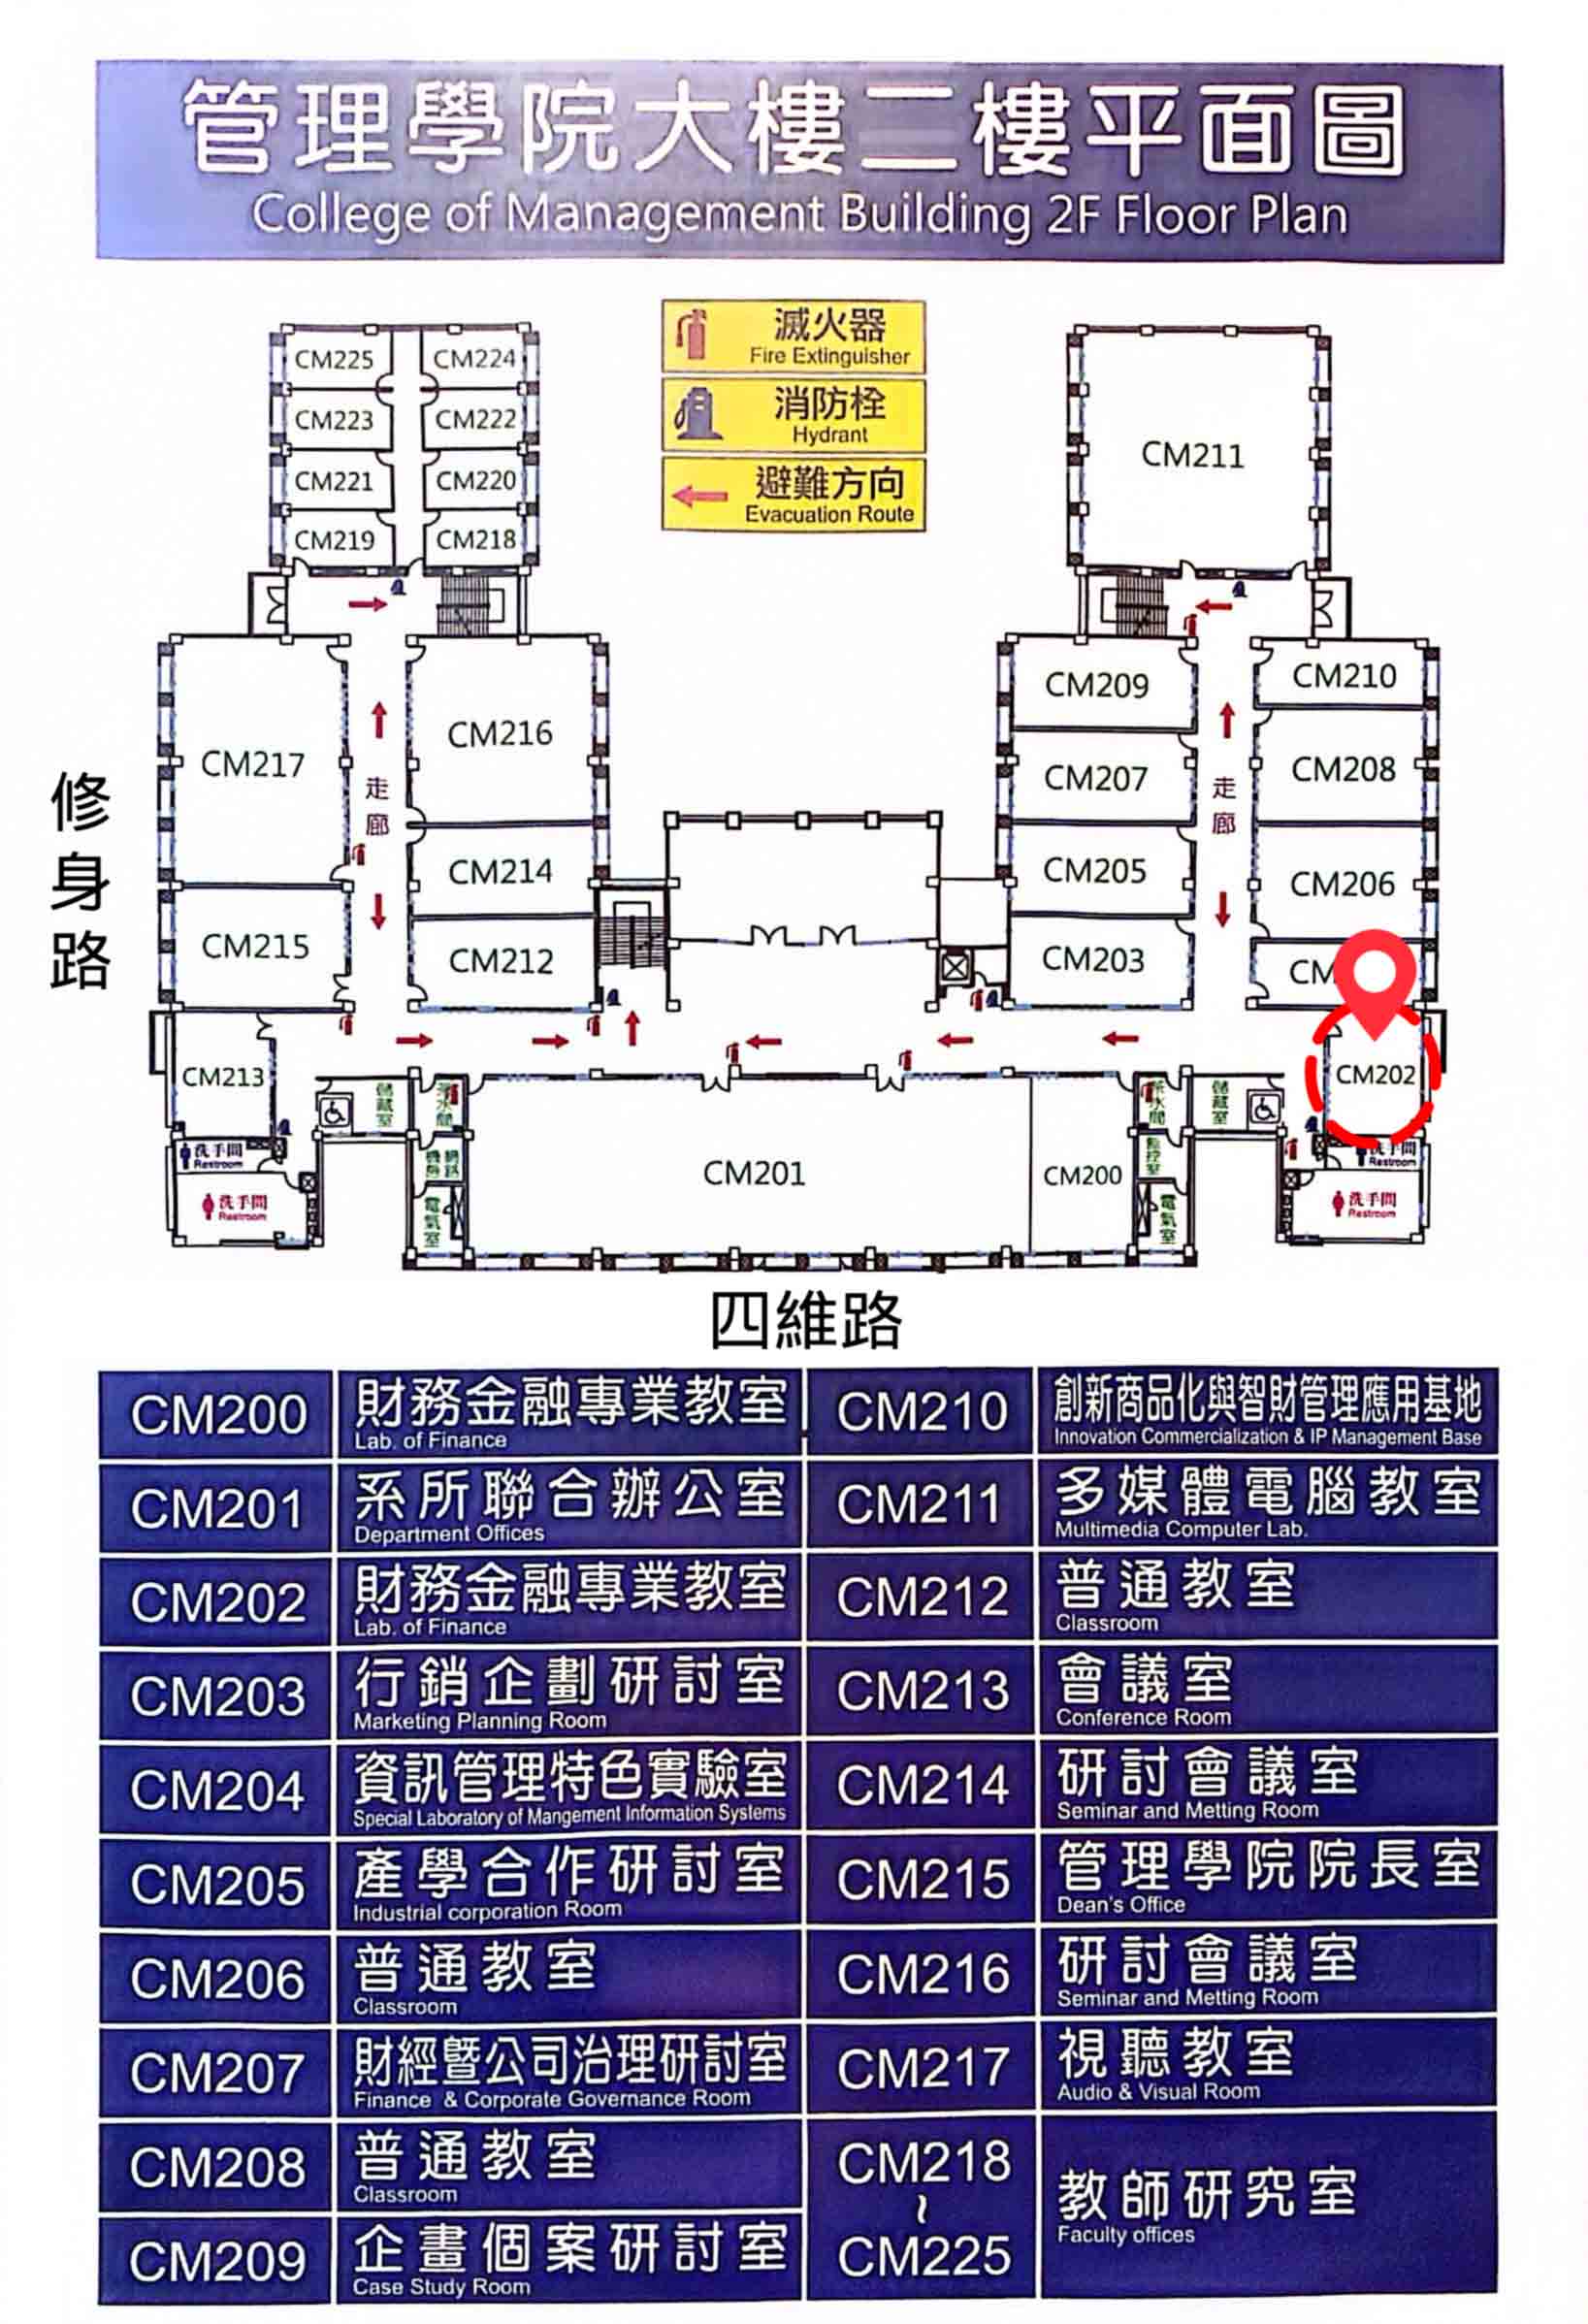 管理學院大樓二樓平面圖
College of Management Building 2F Floor Plan
滅火器
Fire Extinguisher
消防栓
Hydrant
避難方向
Evacuation Route
CM225
CM224
CM223
CM222
CM221
CM220
CM219
CM218
CM211
CM217
CM216
走廊
CM214
CM215
CM212
CM213
CM209
CM210
CM207
CM208
走廊
CM205
CM206
CM203
CM
CM202
修身路
儲藏室
茶水間
電氣室
洗手間
Restroom
洗手間
Restroom
CM201
CM200
茶水間
儲藏室
監控室
電氣室
洗手間
Restroom
洗手間
Restroom
四維路
CM200 財務金融專業教室
Lab. of Finance
CM201 系所聯合辦公室
Department Offices
CM202 財務金融專業教室
Lab. of Finance
CM203 行銷企劃研討室
Marketing Planning Room
CM204 資訊管理特色實驗室
Special Laboratory of Mangement Information Systems
CM205 產學合作研討室
Industrial corporation Room
CM206 普通教室
Classroom
CM207 財經暨公司治理研討室
Finance & Corporate Governance Room
CM208 普通教室
Classroom
CM209 企畫個案研討室
Case Study Room
CM210 創新商品化與智財管理應用基地
Innovation Commercialization & IP Management Base
CM211 多媒體電腦教室
Multimedia Computer Lab.
CM212 普通教室
Classroom
CM213 會議室
Conference Room
CM214 研討會議室
Seminar and Metting Room
CM215 管理學院院長室
Dean's Office
CM216 研討會議室
Seminar and Metting Room
CM217 視聽教室
Audio & Visual Room
CM218
~
CM225
教師研究室
Faculty offices